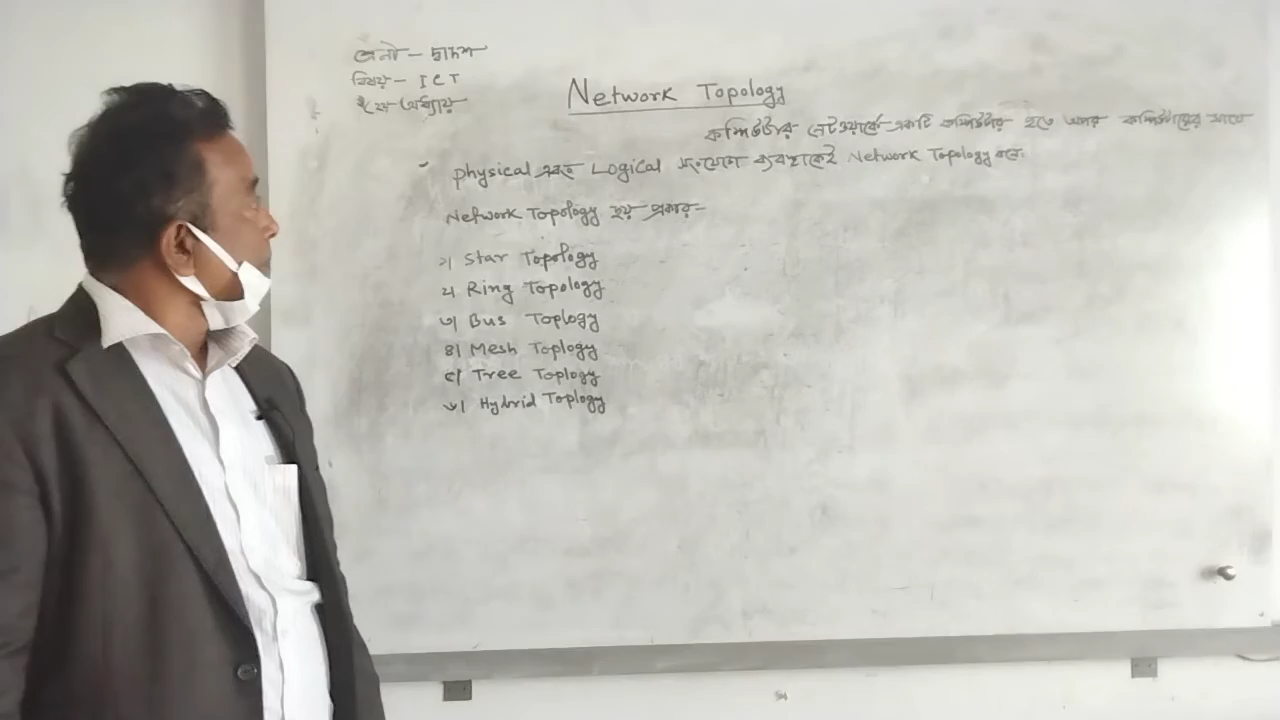 শ্রেনী - দ্বাদশ
বিষয় - ICT
২য় অধ্যায়
Network Topology
কম্পিউটার নেটওয়ার্কে একটি কম্পিউটার হতে অপর কম্পিউটারের সাথে
physical এবং Logical সংযোগ ব্যবস্থাকেই Network Topology বলে।
Network Topology ছয় প্রকার-
১। Star Topology
২। Ring Topology
৩। Bus Toplogy
৪। Mesh Toplogy
৫। Tree Toplogy
৬। Hybrid Toplogy